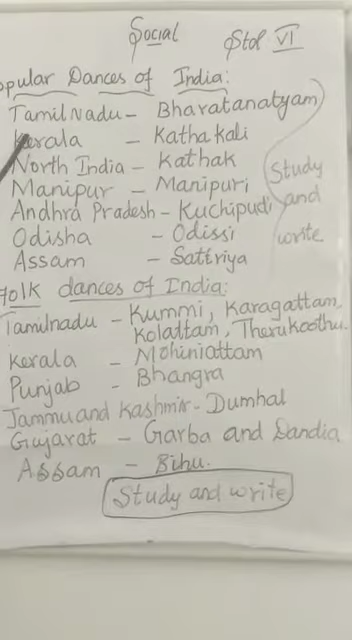 Social Std VI
opular Dances of India:
TamilNadu - Bharatanatyam
Kerala - Kathakali
North India - Kathak
Manipur - Manipuri
Andhra Pradesh - Kuchipudi
Odisha - Odissi
Assam - Sattriya
Study
and
write
Folk dances of India:
Tamilnadu - Kummi, Karagattam
Kolattam, Therukoothu.
Kerala - Mohiniattam
Punjab - Bhangra
Jammu and Kashmir - Dumhal
Gujarat - Garba and Dandia
Assam - Bihu.
Study and write